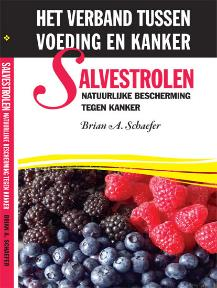 HET VERBAND TUSSEN
VOEDING EN KANKER
SALVESTROLEN
NATUURLIJKE BESCHERMING
TEGEN KANKER
Brian A. Schaefer
SALVESTROLEN NATUURLIJKE BESCHERMING TEGEN KANKER
BRIAN A. SCHAEFER